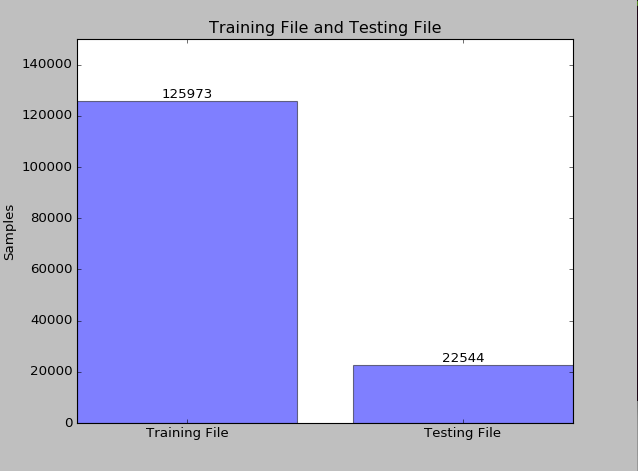 Training File and Testing File
140000
120000
100000
80000
60000
40000
20000
0
Samples
125973
22544
Training File
Testing File